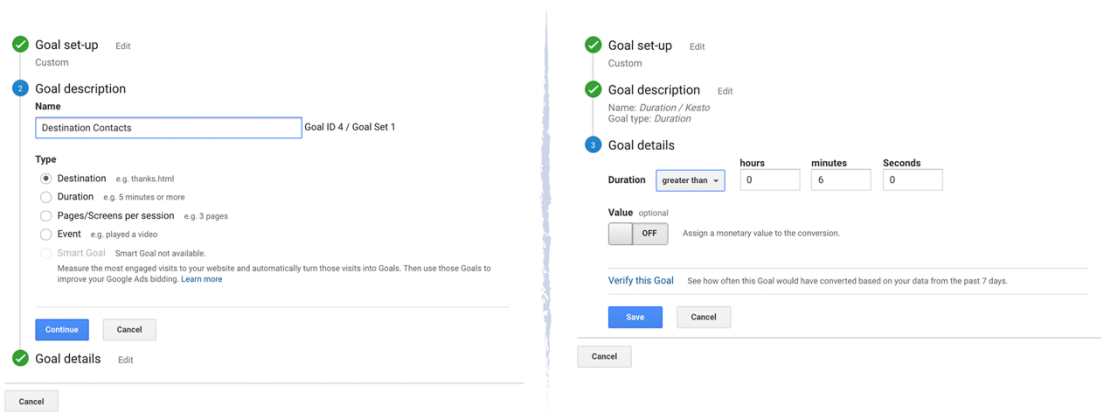 Goal set-up Edit
Custom
2 Goal description
Name
Destination Contacts Goal ID 4 / Goal Set 1
Type
Destination e.g. thanks.html
Duration e.g. 5 minutes or more
Pages/Screens per session e.g. 3 pages
Event e.g. played a video
Smart Goal Smart Goal not available.
Measure the most engaged visits to your website and automatically turn those visits into Goals. Then use those Goals to
improve your Google Ads bidding. Learn more
Continue Cancel
Goal details Edit
Cancel
Goal set-up Edit
Custom
Goal description Edit
Name: Duration / Kesto
Goal type: Duration
3 Goal details
hours minutes Seconds
Duration greater than 0 6 0
Value optional
OFF Assign a monetary value to the conversion.
Verify this Goal See how often this Goal would have converted based on your data from the past 7 days.
Save Cancel
Cancel